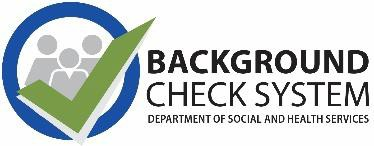 BACKGROUND
CHECK SYSTEM
DEPARTMENT OF SOCIAL AND HEALTH SERVICES